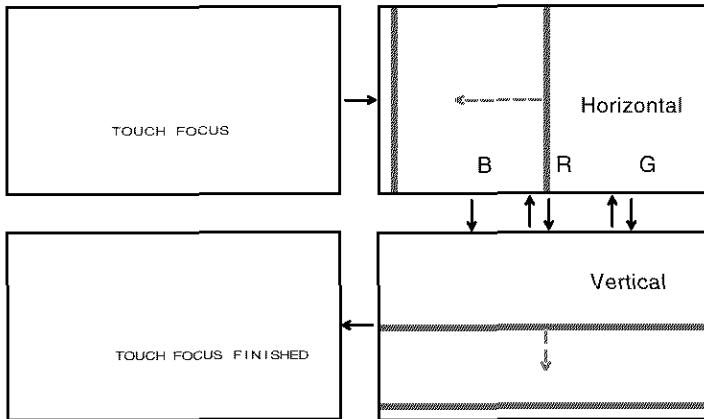 TOUCH FOCUS
Horizontal
B R G
Vertical
TOUCH FOCUS FINISHED